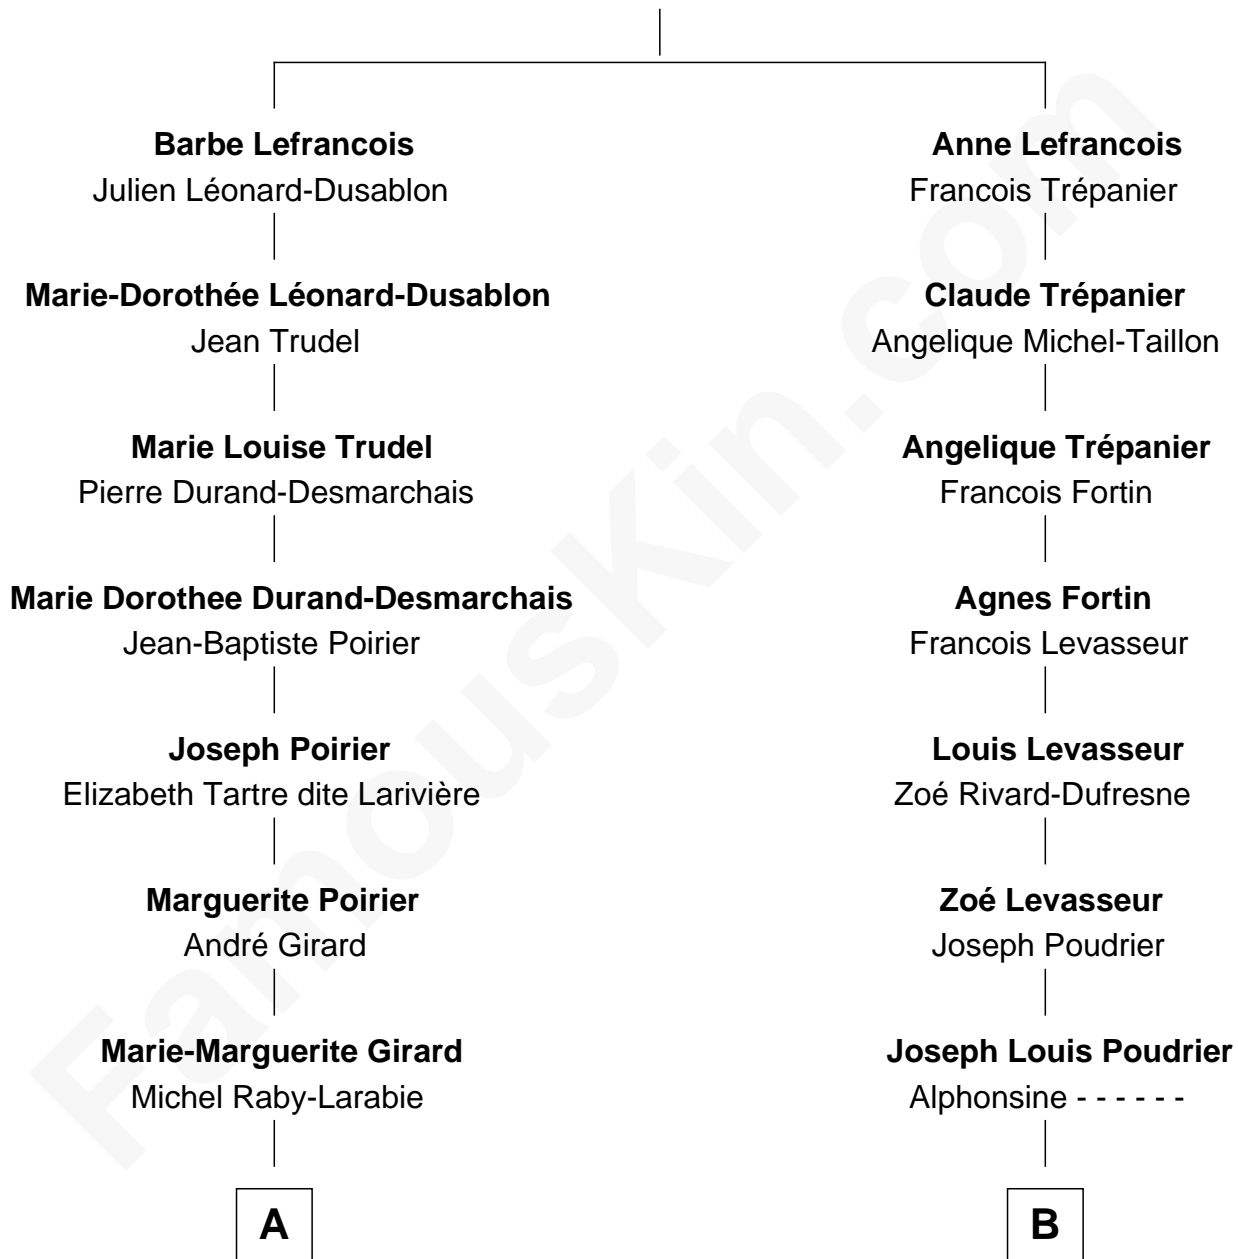 Barbe Lefrancois
Julien Léonard-Dusablon
Marie-Dorothée Léonard-Dusablon
Jean Trudel
Marie Louise Trudel
Pierre Durand-Desmarchais
Marie Dorothee Durand-Desmarchais
Jean-Baptiste Poirier
Joseph Poirier
Elizabeth Tartre dite Larivière
Marguerite Poirier
André Girard
Marie-Marguerite Girard
Michel Raby-Larabie
A
Anne Lefrancois
Francois Trépanier
Claude Trépanier
Angelique Michel-Taillon
Angelique Trépanier
Francois Fortin
Agnes Fortin
Francois Levasseur
Louis Levasseur
Zoé Rivard-Dufresne
Zoé Levasseur
Joseph Poudrier
Joseph Louis Poudrier
Alphonsine - - - - - -
B
FamousKin.com